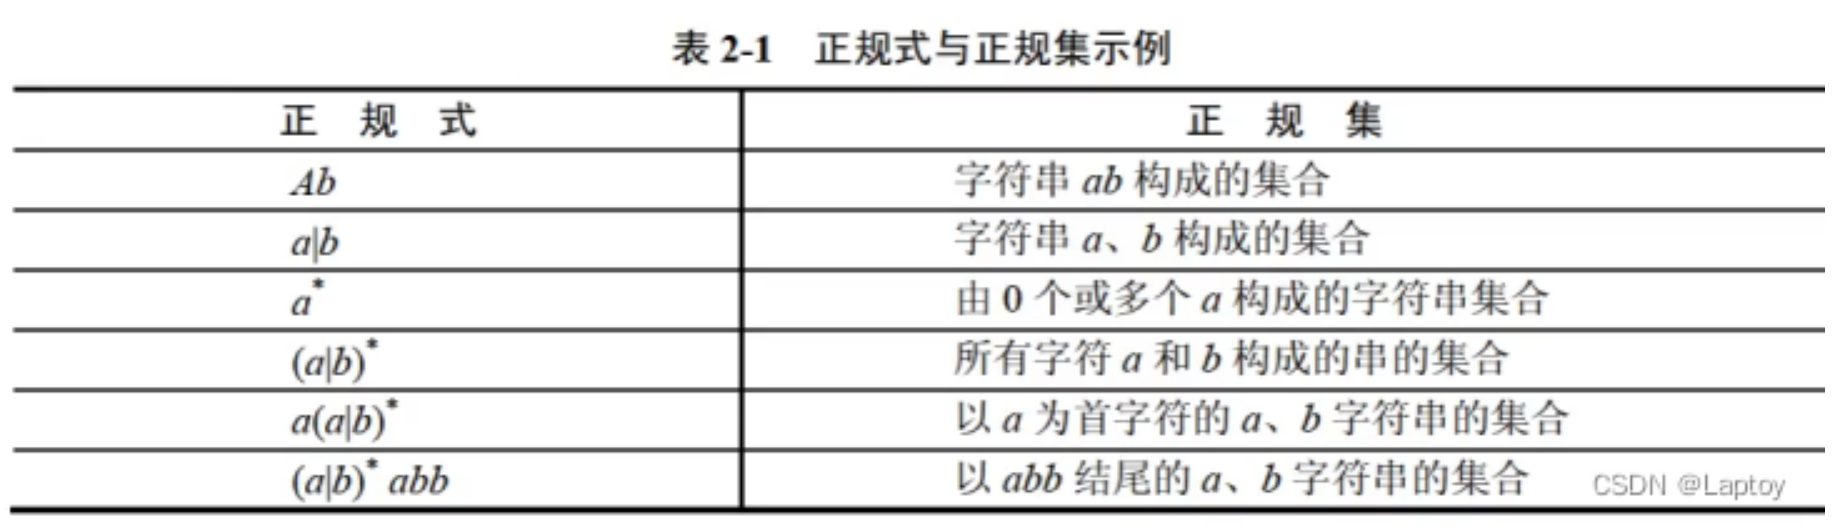 表 2-1 正规式与正规集示例
正 规 式 正 规 集
Ab 字符串 ab 构成的集合
a|b 字符串 a、b 构成的集合
a* 由 0 个或多个 a 构成的字符串集合
(a|b)* 所有字符 a 和 b 构成的串的集合
a(a|b)* 以 a 为首字符的 a、b 字符串的集合
(a|b)* abb 以 abb 结尾的 a、b 字符串的集合
CSDN @Laptoy